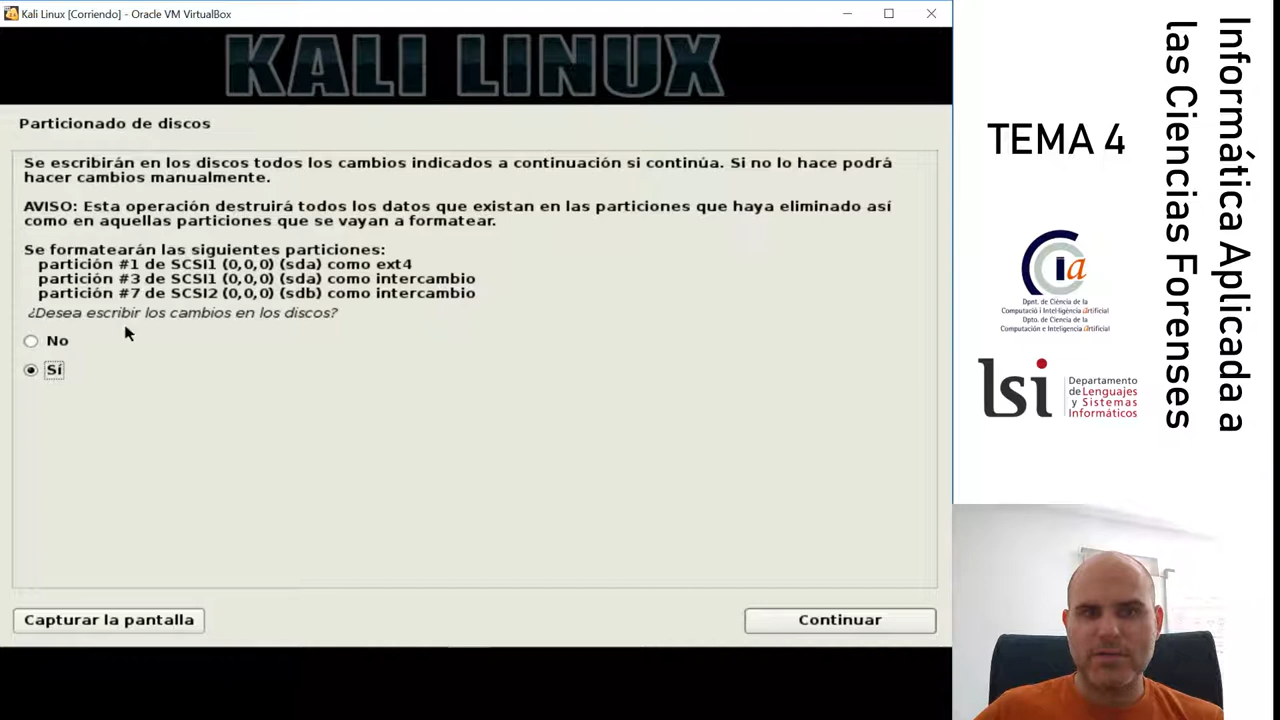 Kali Linux [Corriendo] - Oracle VM VirtualBox
KALI LINUX
Particionado de discos
Se escribirán en los discos todos los cambios indicados a continuación si continúa. Si no lo hace podrá
hacer cambios manualmente.
AVISO: Esta operación destruirá todos los datos que existan en las particiones que haya eliminado así
como en aquellas particiones que se vayan a formatear.
Se formatearán las siguientes particiones:
partición #1 de SCSI1 (0,0,0) (sda) como ext4
partición #3 de SCSI1 (0,0,0) (sda) como intercambio
partición #7 de SCSI2 (0,0,0) (sdb) como intercambio
¿Desea escribir los cambios en los discos?
No
Sí
Capturar la pantalla
Continuar
TEMA 4
Dpnt. de Ciència de la
Computació i Intel·ligència artificial
Dpto. de Ciencia de la
Computación e Inteligencia artificial
lsi
Departamento
de Lenguajes
y Sistemas
Informáticos
Informática Aplicada a
las Ciencias Forenses